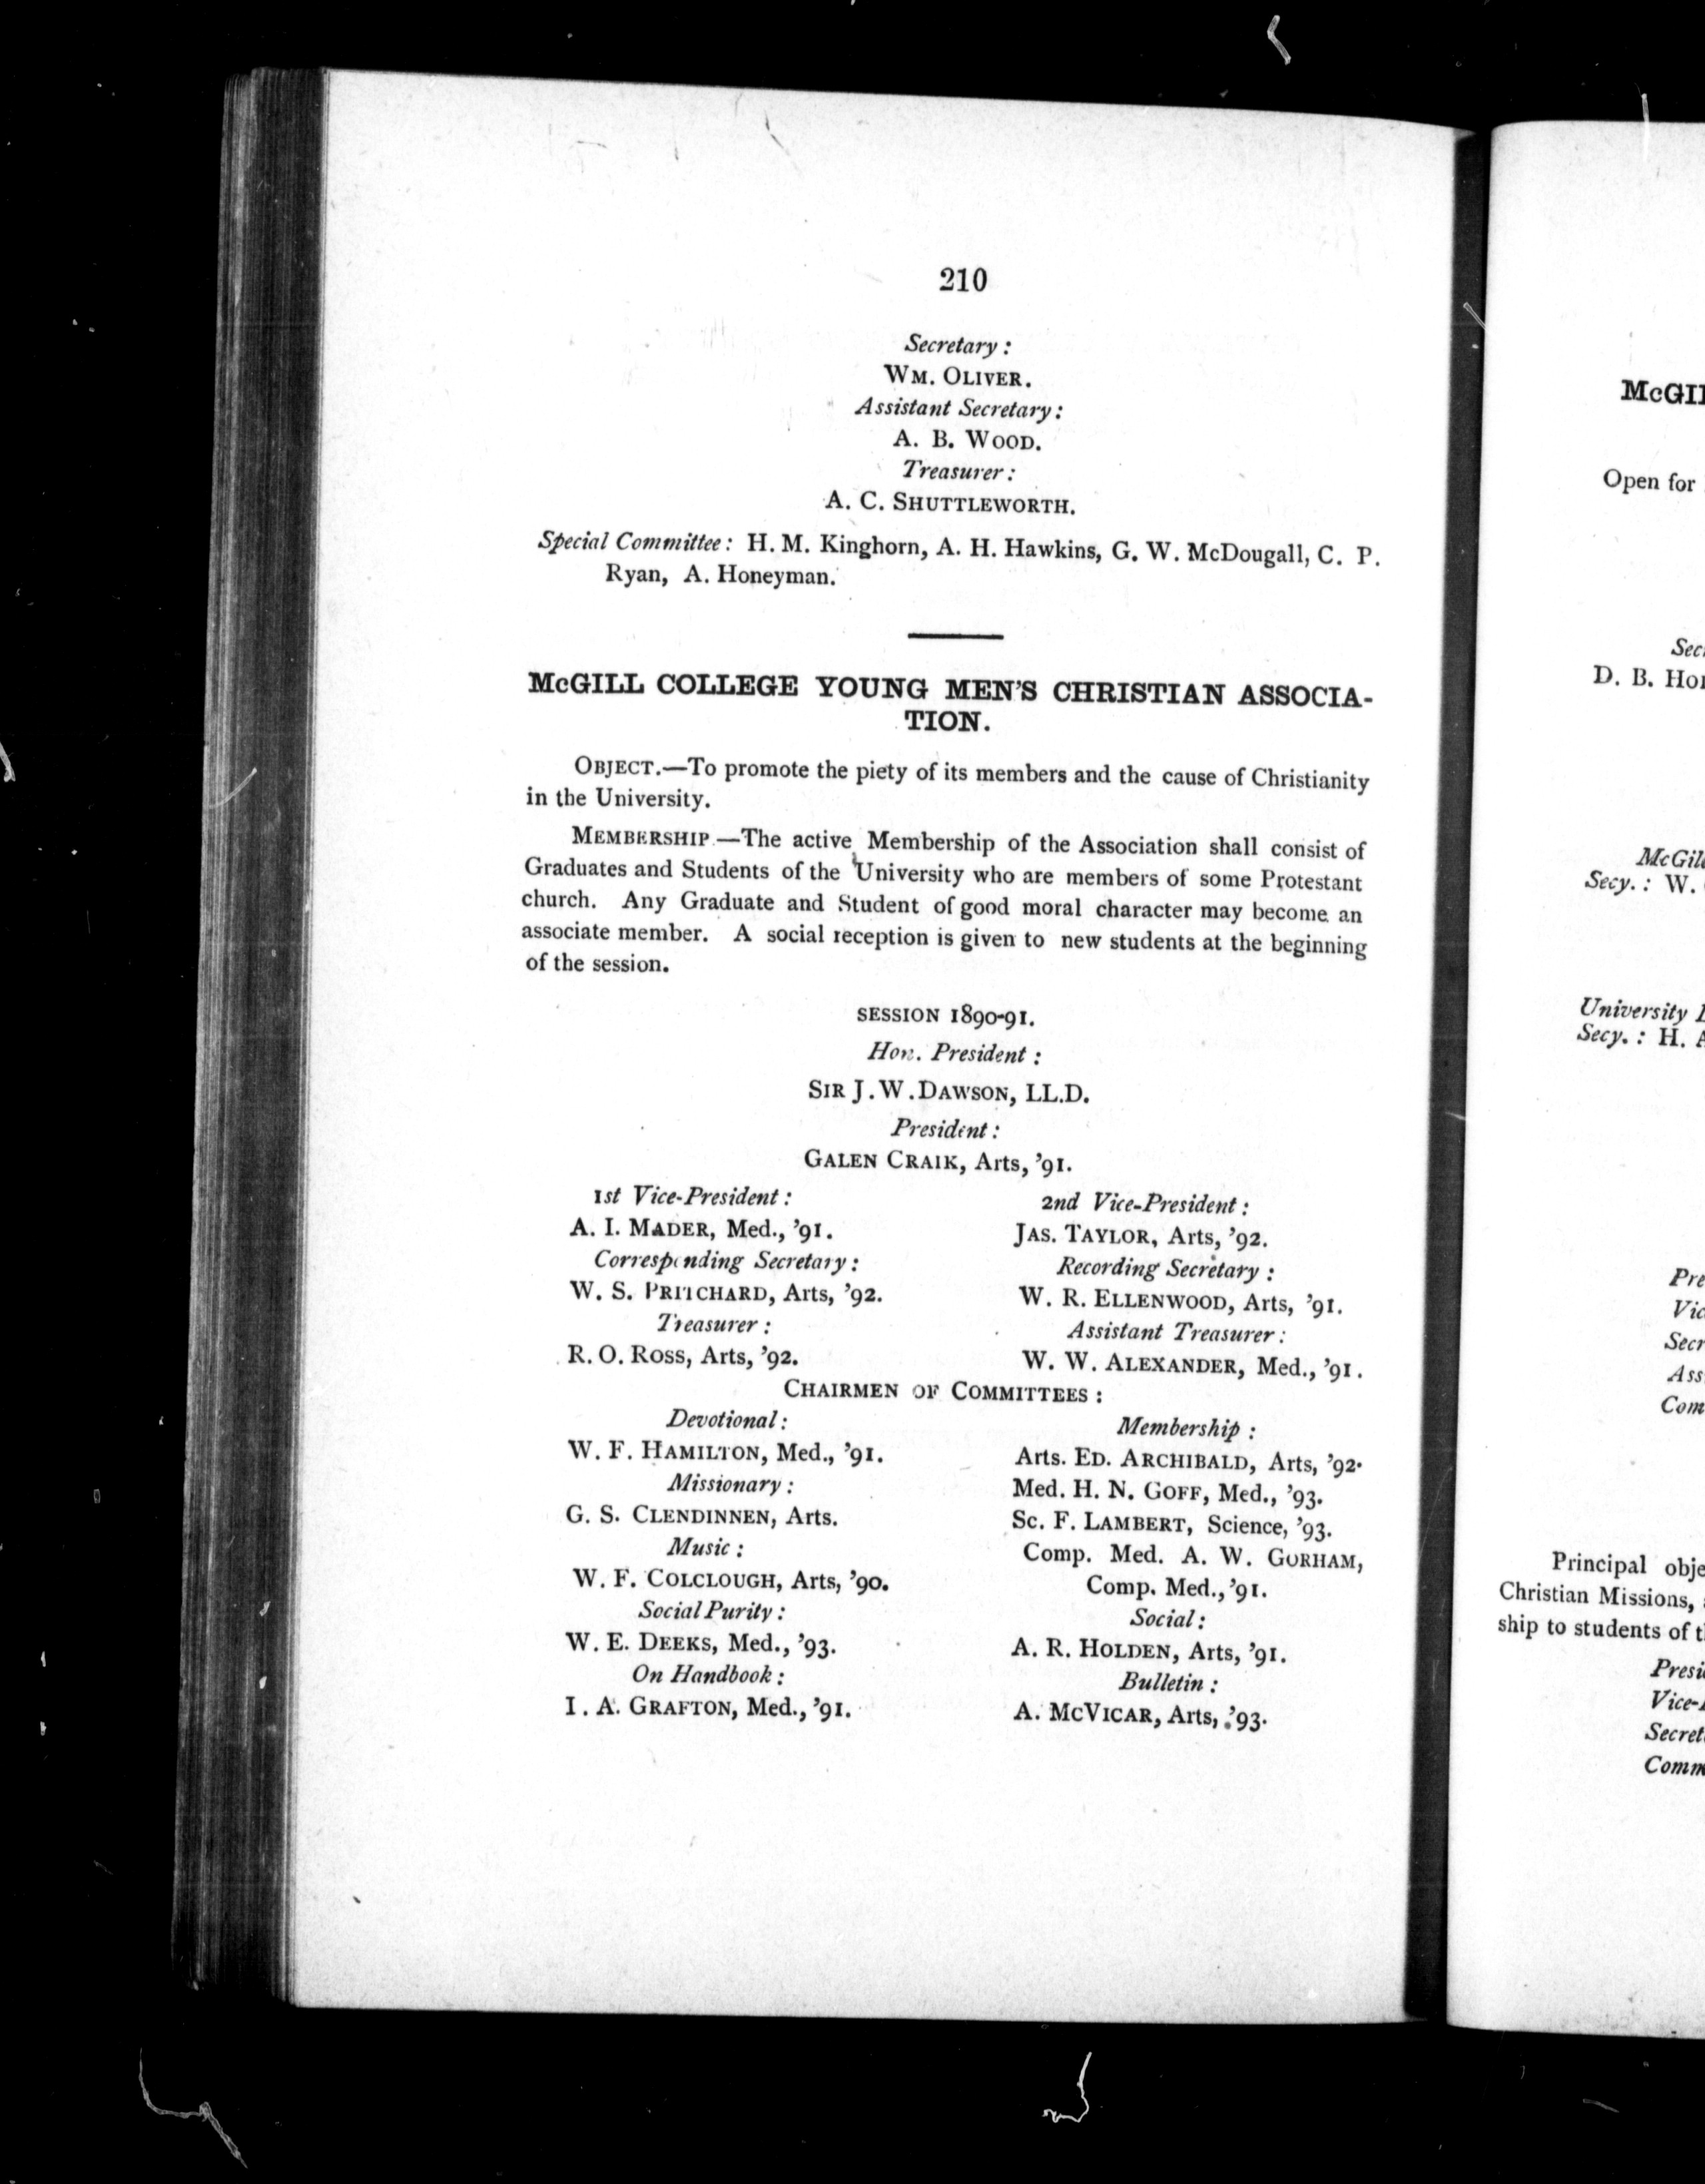 210
Secretary :
WM. OLIVER.
Assistant Secretary :
A. B. WOOD.
Treasurer :
A. C. SHUTTLEWORTH.
Special Committee : H. M. Kinghorn, A. H. Hawkins, G. W. McDougall, C. P.
Ryan, A. Honeyman.
McGILL COLLEGE YOUNG MEN'S CHRISTIAN ASSOCIA-
TION.
OBJECT.—To promote the piety of its members and the cause of Christianity
in the University.
MEMBERSHIP.—The active Membership of the Association shall consist of
Graduates and Students of the University who are members of some Protestant
church. Any Graduate and Student of good moral character may become an
associate member. A social reception is given to new students at the beginning
of the session.
SESSION 1890-91.
Hon. President :
SIR J. W. DAWSON, LL.D.
President :
GALEN CRAIK, Arts, '91.
1st Vice-President :
A. I. MADER, Med., '91.
Corresponding Secretary :
W. S. PRITCHARD, Arts, '92.
Treasurer :
R. O. ROSS, Arts, '92.
2nd Vice-President :
JAS. TAYLOR, Arts, '92.
Recording Secretary :
W. R. ELLENWOOD, Arts, '91.
Assistant Treasurer :
W. W. ALEXANDER, Med., '91.
CHAIRMEN OF COMMITTEES :
Devotional :
W. F. HAMILTON, Med., '91.
Missionary :
G. S. CLENDINNEN, Arts.
Music :
W. F. COLCLOUGH, Arts, '90.
Social Purity :
W. E. DEEKS, Med., '93.
On Handbook :
I. A. GRAFTON, Med., '91.
Membership :
Arts. ED. ARCHIBALD, Arts, '92.
Med. H. N. GOFF, Med., '93.
Sc. F. LAMBERT, Science, '93.
Comp. Med. A. W. GORHAM,
Comp. Med., '91.
Social :
A. R. HOLDEN, Arts, '91.
Bulletin :
A. MCVICAR, Arts, '93.
Open for
D. B.
Secy. : W.
University
Secy. : H.
Principal
Christian Missions,
ship to students of